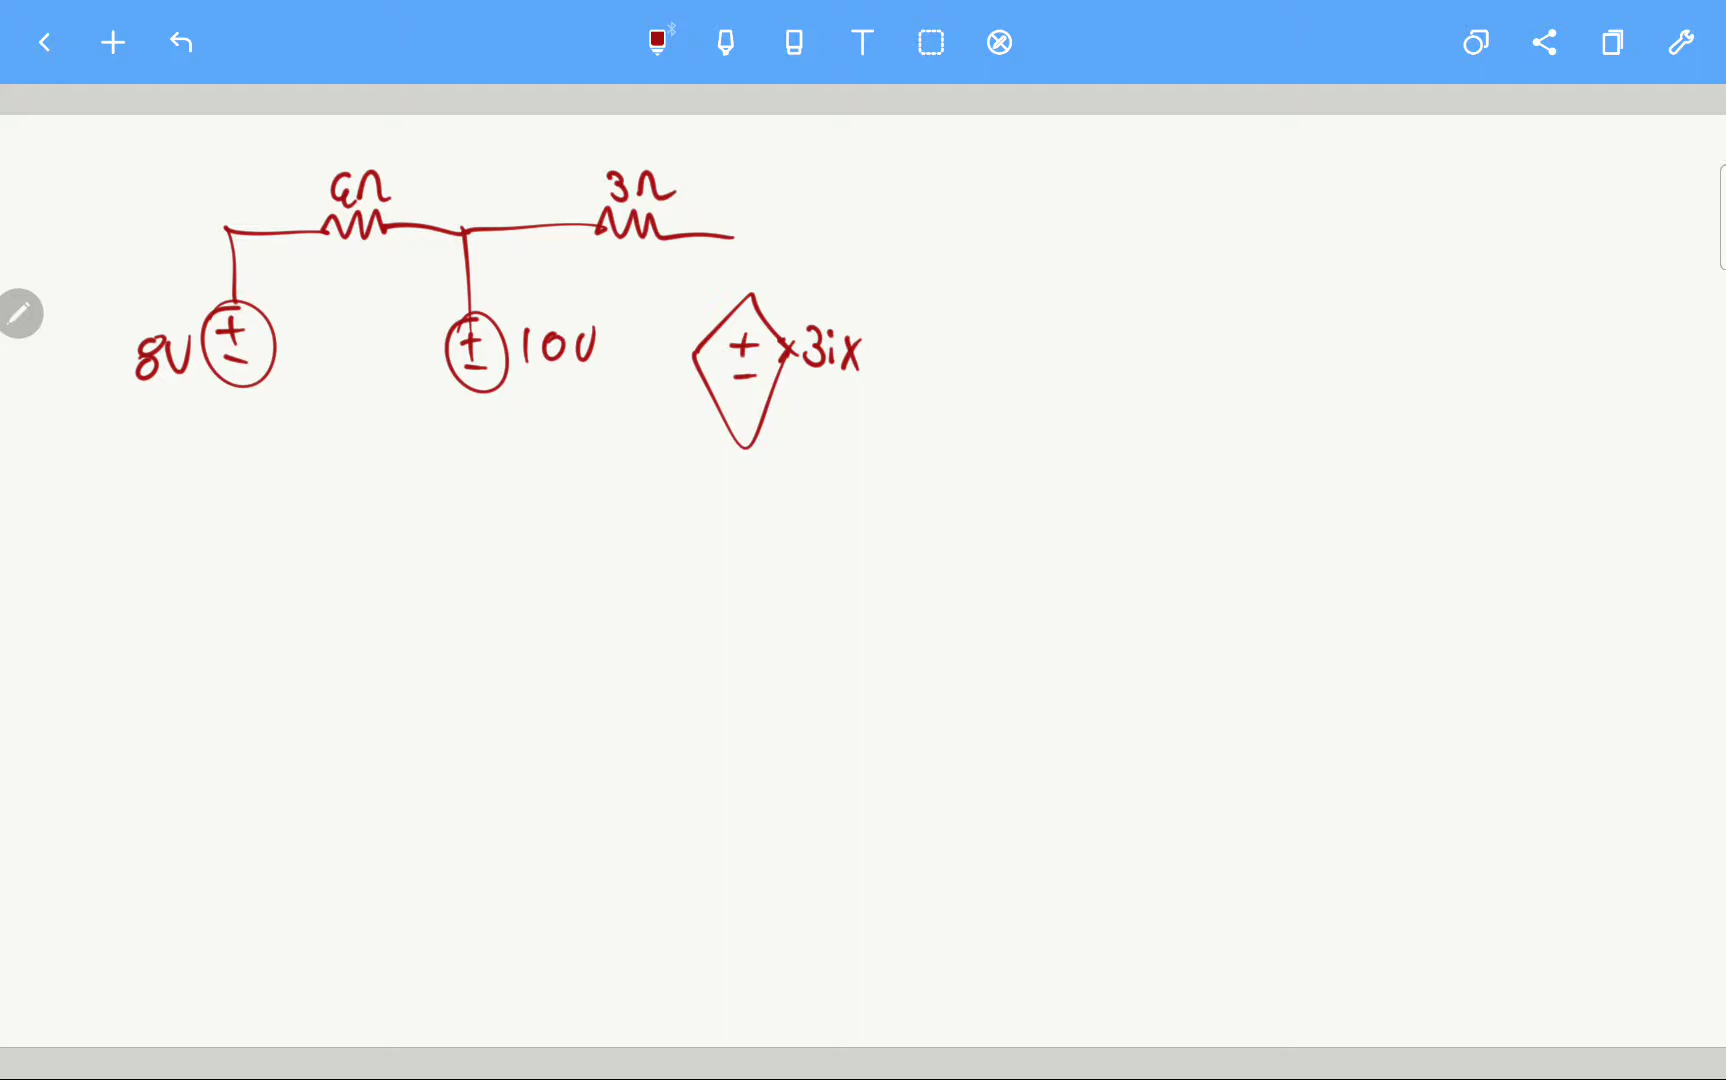 6Ω 3Ω
8V + - + - 10V + - 3ix